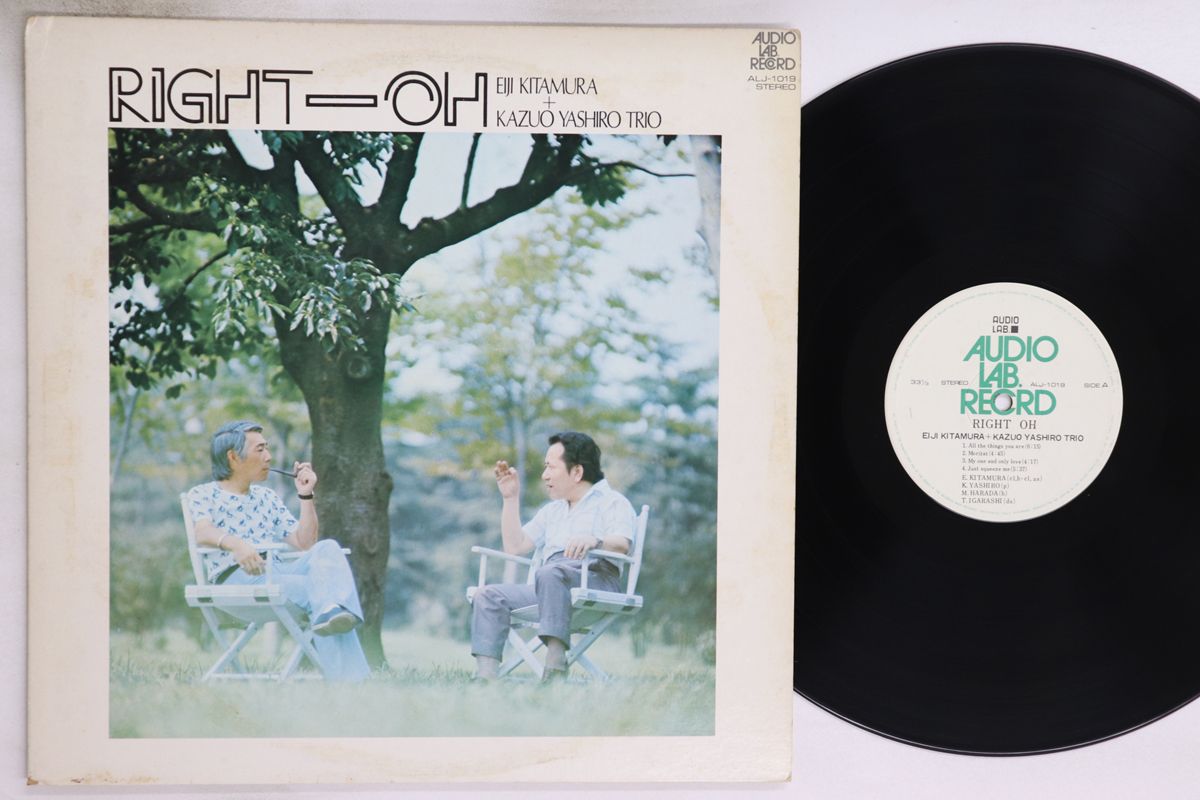 RIGHT-OH
EIJI KITAMURA
+
KAZUO YASHIRO TRIO
AUDIO
LAB.
RECORD
ALJ-1019
STEREO
AUDIO
LAB.
AUDIO
LAB.
RECORD
33⅓ STEREO ALJ-1019 SIDE A
RIGHT OH
EIJI KITAMURA+KAZUO YASHIRO TRIO
1. All the things you are(6/15)
2. Moritat(4/45)
3. My one and only love(4/17)
4. Just squeeze me(5/37)
E. KITAMURA(cl,b-cl, as)
K. YASHIRO(p)
M. HARADA(b)
T. IGARASHI(ds)